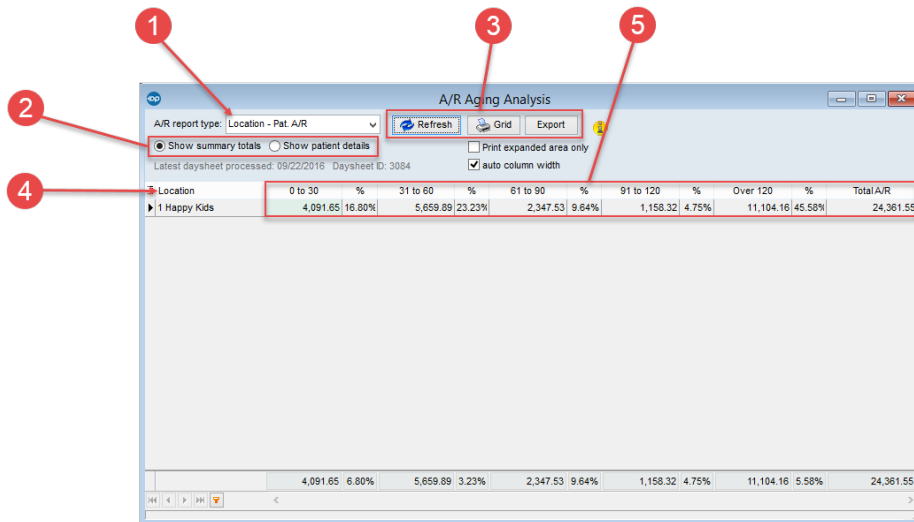 1
3
5
2
4
op
A/R Aging Analysis
A/R report type: Location - Pat. A/R
Refresh Grid Export
Show summary totals Show patient details
Print expanded area only
Latest daysheet processed: 09/22/2016 Daysheet ID: 3084
auto column width
Location 0 to 30 % 31 to 60 % 61 to 90 % 91 to 120 % Over 120 % Total A/R
1 Happy Kids 4,091.65 16.80% 5,659.89 23.23% 2,347.53 9.64% 1,158.32 4.75% 11,104.16 45.58% 24,361.55
4,091.65 6.80% 5,659.89 3.23% 2,347.53 9.64% 1,158.32 4.75% 11,104.16 5.58% 24,361.55